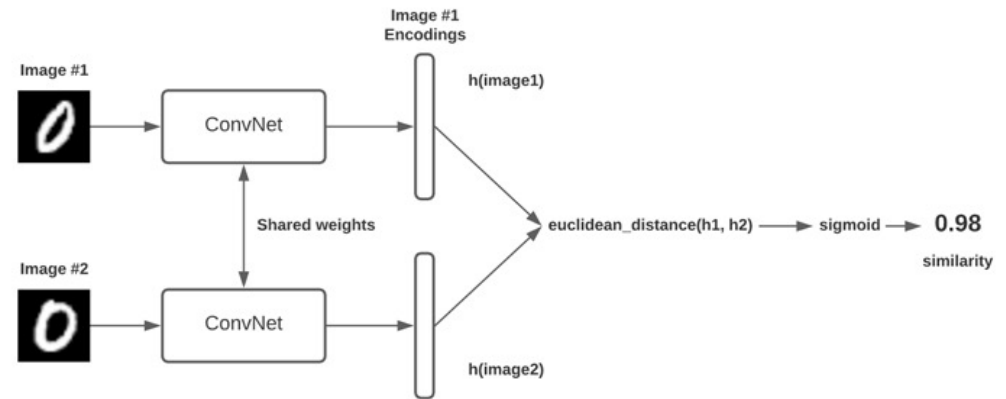 Image #1
Encodings
Image #1
h(image1)
ConvNet
Shared weights
euclidean_distance(h1, h2)
sigmoid
0.98
similarity
Image #2
ConvNet
h(image2)